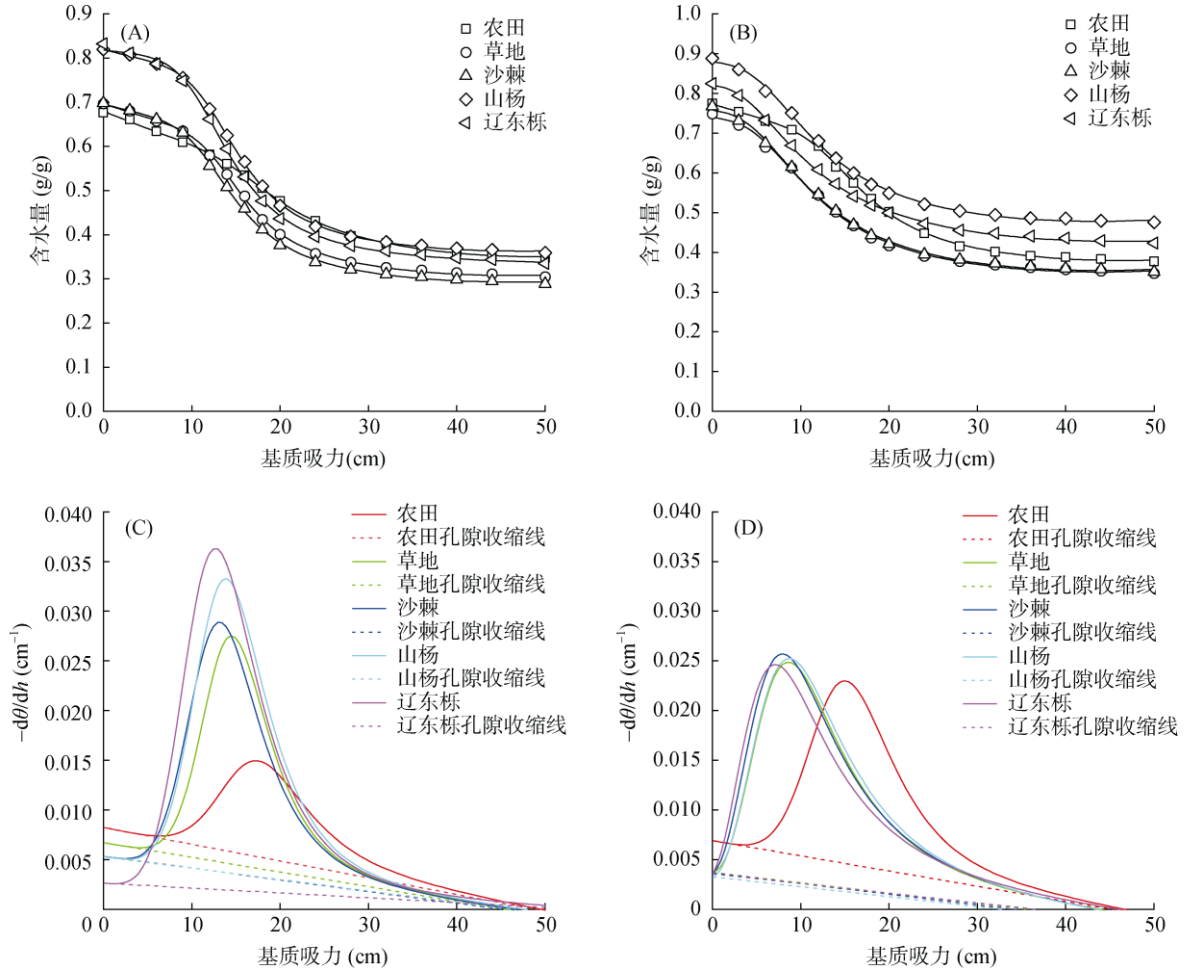 (A)
农田
草地
沙棘
山杨
辽东栎
含水量 (g/g)
0.9
0.8
0.7
0.6
0.5
0.4
0.3
0.2
0.1
0.0
0 10 20 30 40 50
基质吸力(cm)
(B)
农田
草地
沙棘
山杨
辽东栎
含水量 (g/g)
1.0
0.9
0.8
0.7
0.6
0.5
0.4
0.3
0.2
0.1
0.0
0 10 20 30 40 50
基质吸力(cm)
(C)
农田
农田孔隙收缩线
草地
草地孔隙收缩线
沙棘
沙棘孔隙收缩线
山杨
山杨孔隙收缩线
辽东栎
辽东栎孔隙收缩线
−dθ/dh (cm⁻¹)
0.040
0.035
0.030
0.025
0.020
0.015
0.010
0.005
0 10 20 30 40 50
基质吸力 (cm)
(D)
农田
农田孔隙收缩线
草地
草地孔隙收缩线
沙棘
沙棘孔隙收缩线
山杨
山杨孔隙收缩线
辽东栎
辽东栎孔隙收缩线
−dθ/dh (cm⁻¹)
0.040
0.035
0.030
0.025
0.020
0.015
0.010
0.005
0 10 20 30 40 50
基质吸力 (cm)